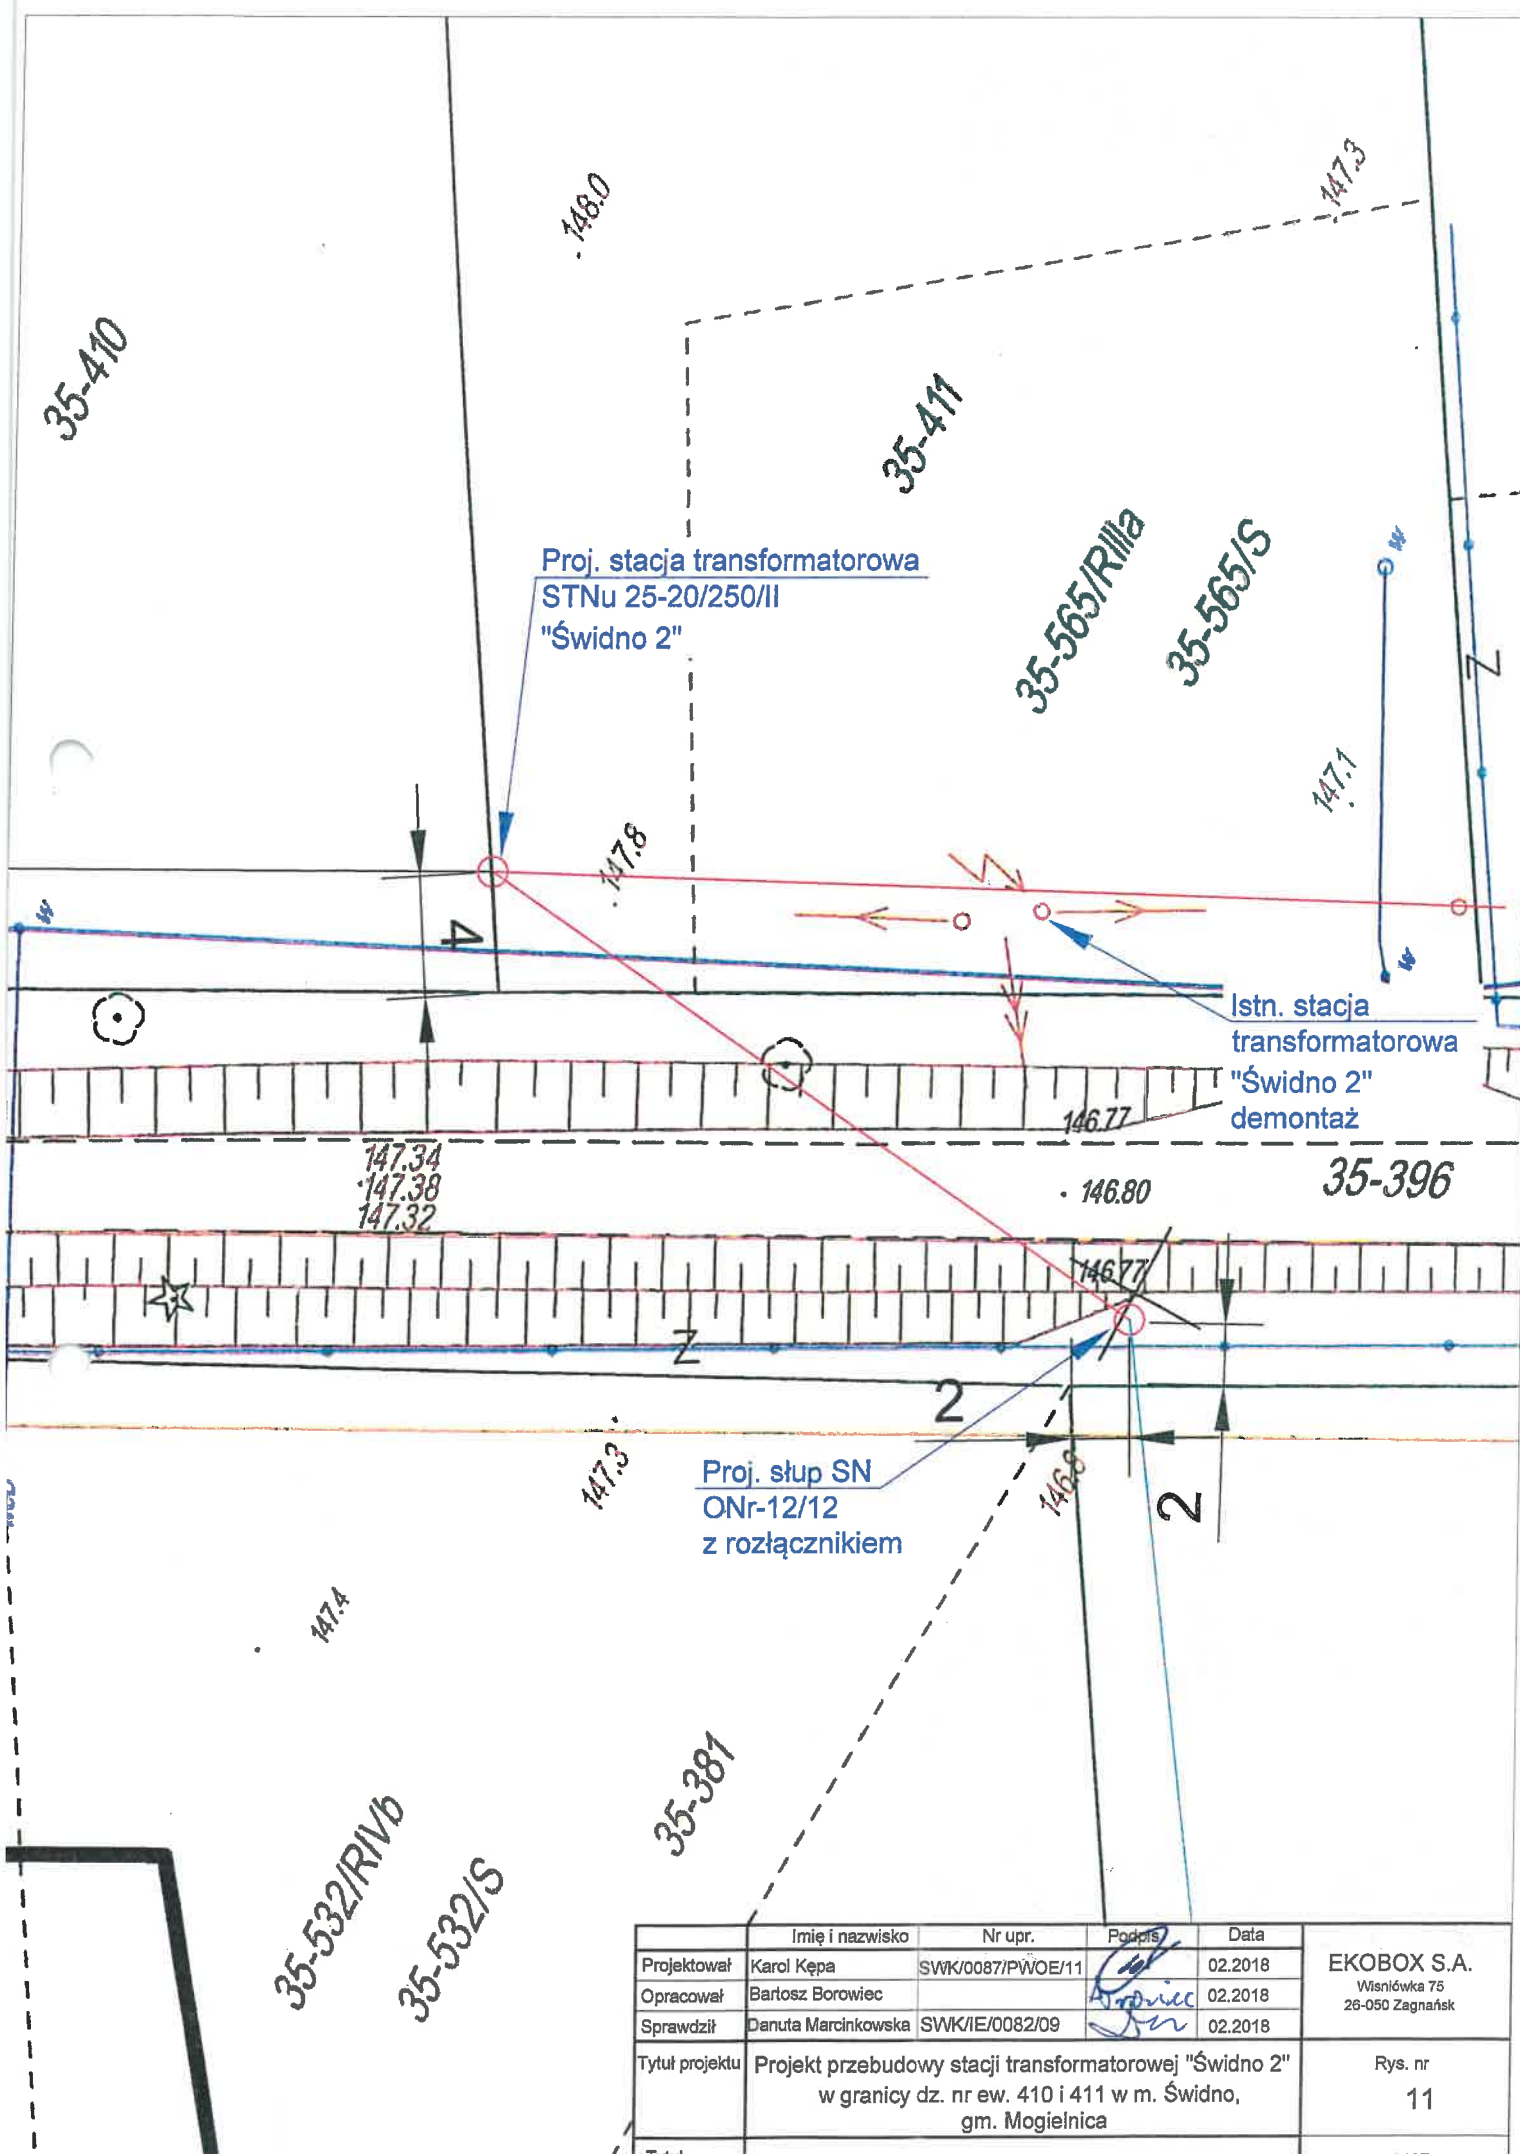 148.0
147.3
35-410
35-411
Proj. stacja transformatorowa
STNu 25-20/250/II
"Świdno 2"
35-565/RIIIa
35-565/S
w
Z
147.1
147.8
w
4
w
Istn. stacja
transformatorowa
"Świdno 2"
demontaż
146.77
147.34
147.38
147.32
146.80
35-396
146.77
Z
2
147.3
Proj. słup SN
ONr-12/12
z rozłącznikiem
146.8
2
147.4
35-381
35-532/RIVb
35-532/S
Imię i nazwisko Nr upr. Podpis Data
Projektował Karol Kępa SWK/0087/PWOE/11 02.2018
Opracował Bartosz Borowiec Borowiec 02.2018
Sprawdził Danuta Marcinkowska SWK/IE/0082/09 02.2018
EKOBOX S.A.
Wisniówka 75
26-050 Zagnańsk
Tytuł projektu Projekt przebudowy stacji transformatorowej "Świdno 2"
w granicy dz. nr ew. 410 i 411 w m. Świdno,
gm. Mogielnica
Rys. nr
11